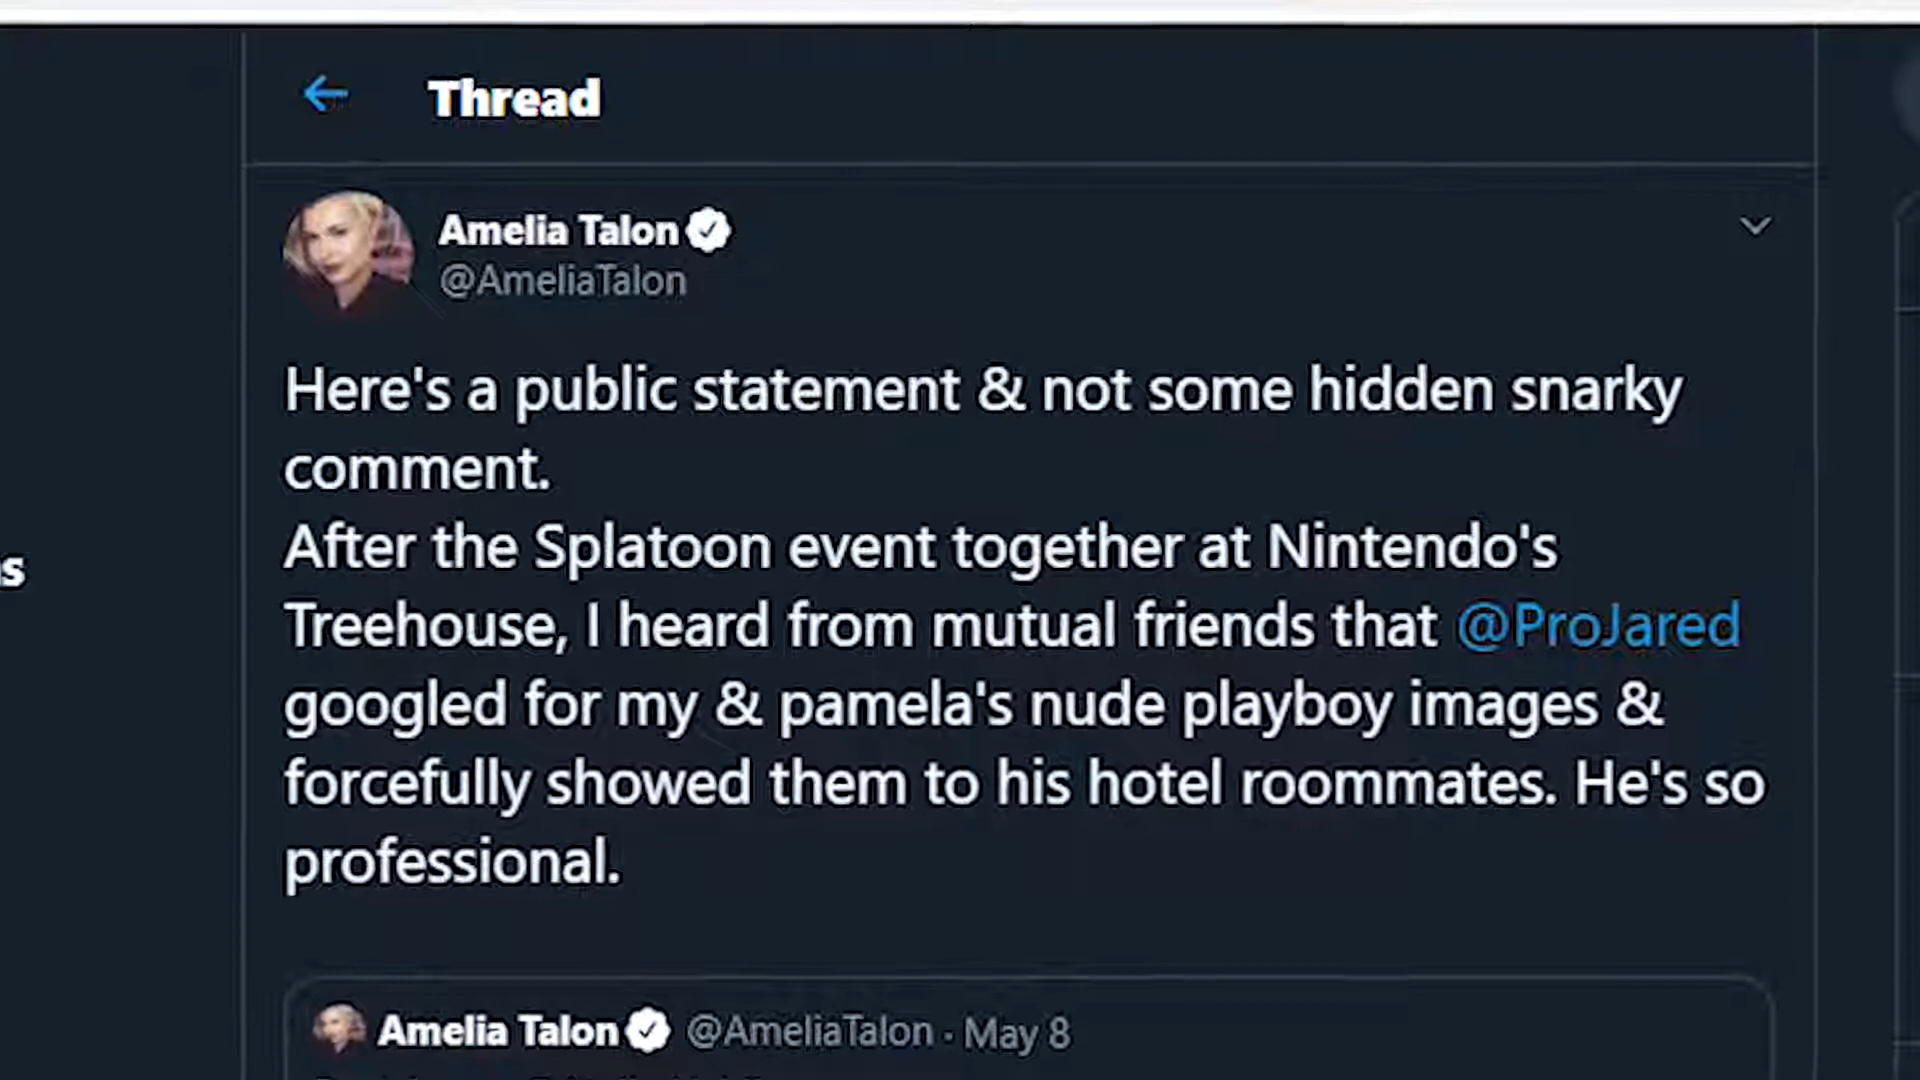 Thread
Amelia Talon
@AmeliaTalon
Here's a public statement & not some hidden snarky
comment.
After the Splatoon event together at Nintendo's
Treehouse, I heard from mutual friends that @ProJared
googled for my & pamela's nude playboy images &
forcefully showed them to his hotel roommates. He's so
professional.
Amelia Talon @AmeliaTalon · May 8